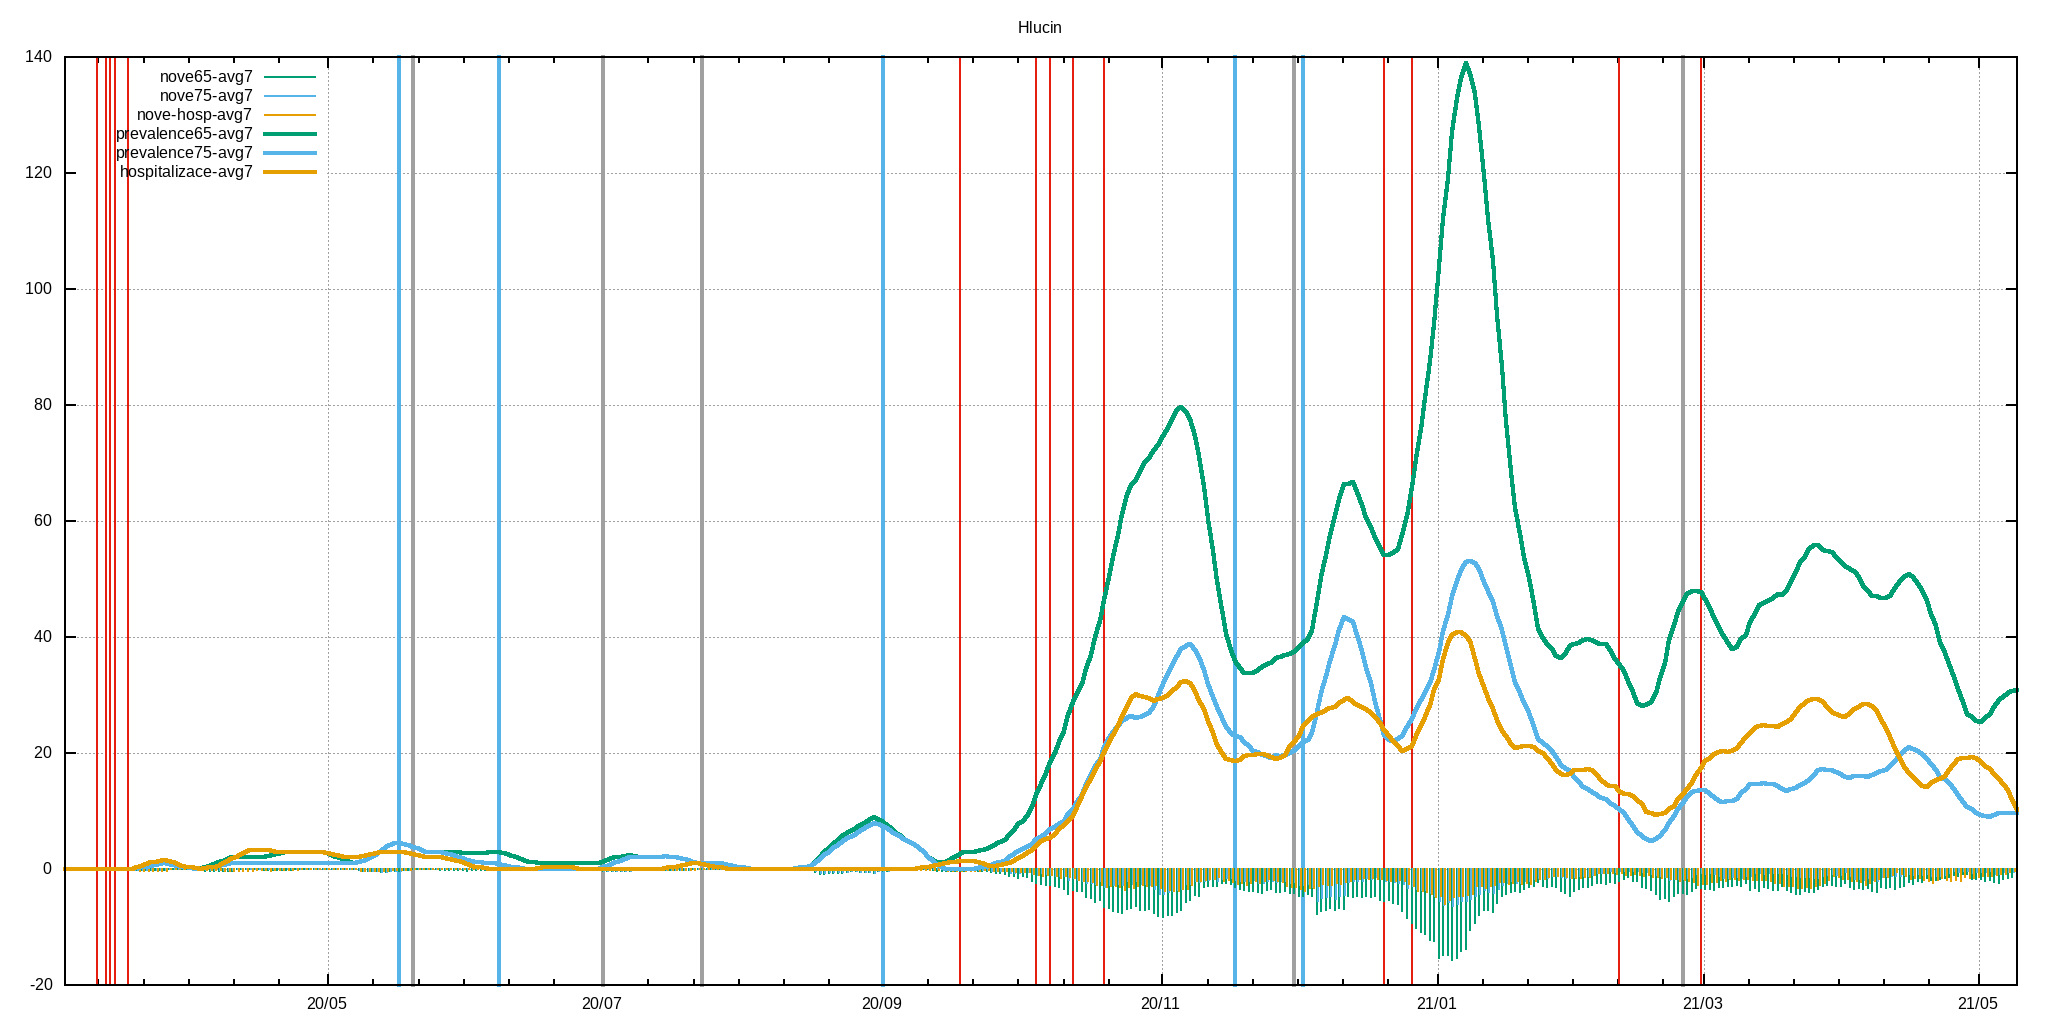 Hlucin
140
120
100
80
60
40
20
0
-20
nove65-avg7
nove75-avg7
nove-hosp-avg7
prevalence65-avg7
prevalence75-avg7
hospitalizace-avg7
20/05 20/07 20/09 20/11 21/01 21/03 21/05